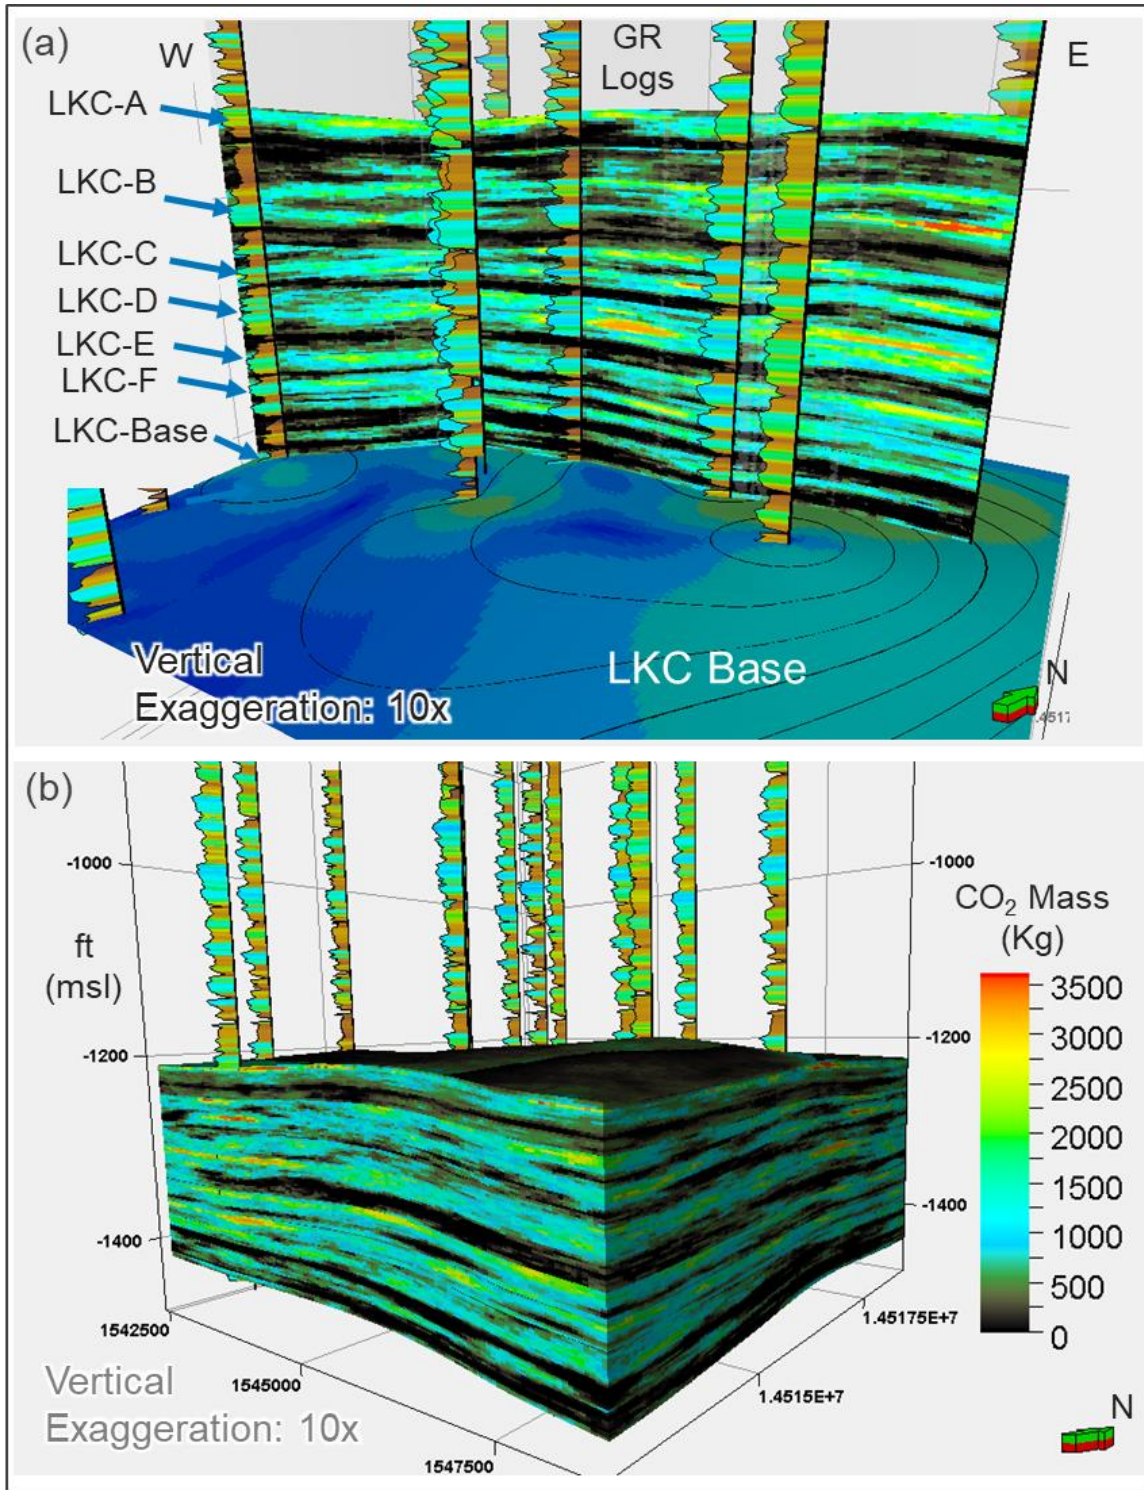 (a)
W
GR
Logs
E
LKC-A
LKC-B
LKC-C
LKC-D
LKC-E
LKC-F
LKC-Base
Vertical
Exaggeration: 10x
LKC Base
N
(b)
-1000
-1000
CO₂ Mass
(Kg)
ft
(msl)
3500
3000
2500
-1200
-1200
2000
1500
-1400
-1400
1000
500
0
1542500
1.45175E+7
1545000
1.4515E+7
Vertical
Exaggeration: 10x
1547500
N